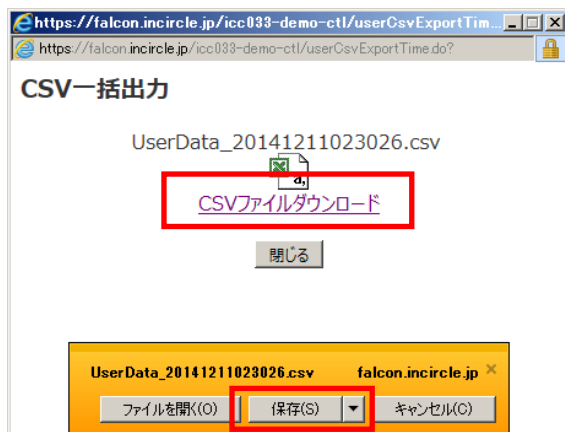 https://falcon.incircle.jp/icc033-demo-ctl/userCsvExportTim...
https://falcon.incircle.jp/icc033-demo-ctl/userCsvExportTime.do?
CSV一括出力
UserData_20141211023026.csv
a,
CSVファイルダウンロード
閉じる
UserData_20141211023026.csv falcon.incircle.jp ×
ファイルを開く(O) 保存(S) キャンセル(C)